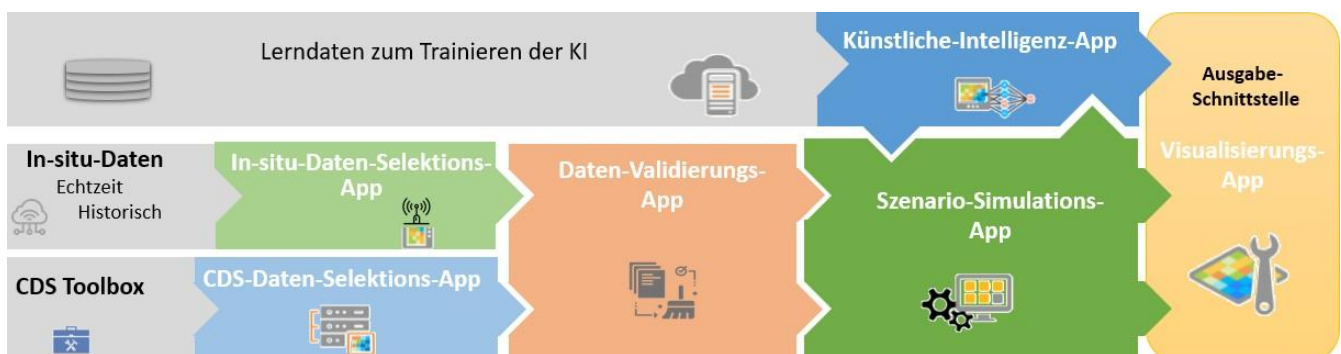 Lerndaten zum Trainieren der KI
Künstliche-Intelligenz-App
Ausgabe-
Schnittstelle
In-situ-Daten
Echtzeit
Historisch
In-situ-Daten-Selektions-
App
Daten-Validierungs-
App
Szenario-Simulations-
App
Visualisierungs-
App
CDS Toolbox
CDS-Daten-Selektions-App